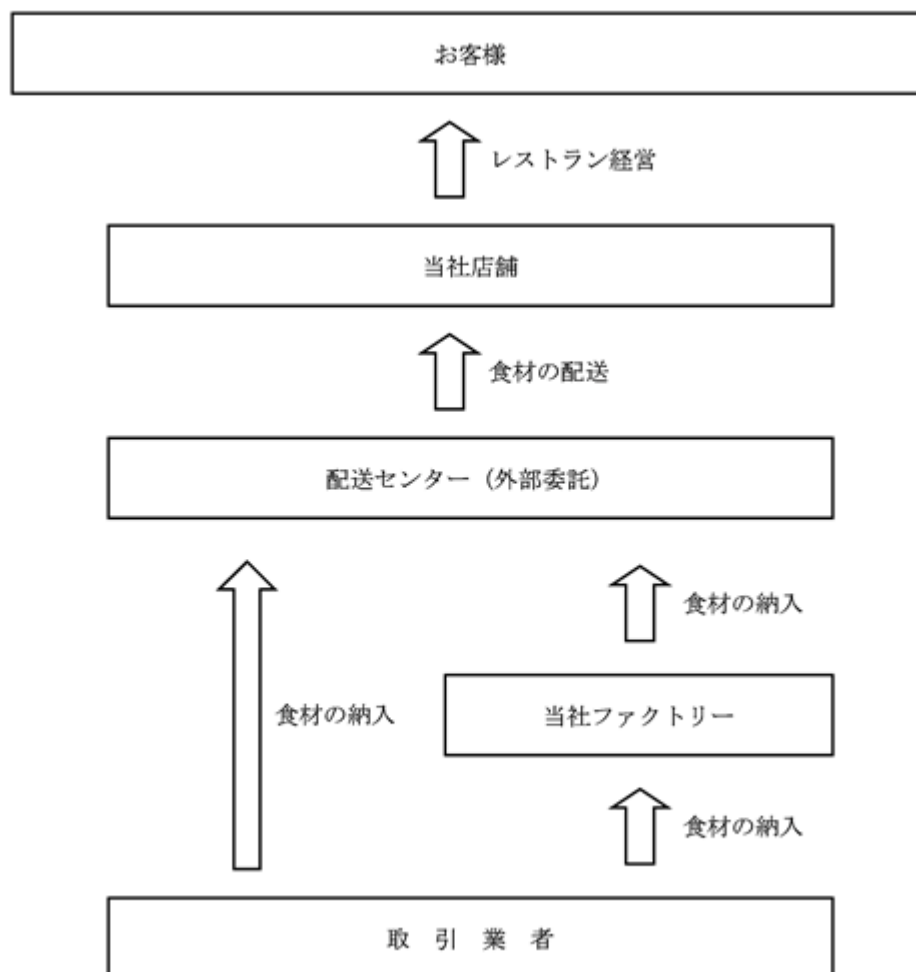 お客様
レストラン経営
当社店舗
食材の配送
配送センター（外部委託）
食材の納入
当社ファクトリー
食材の納入
食材の納入
取 引 業 者